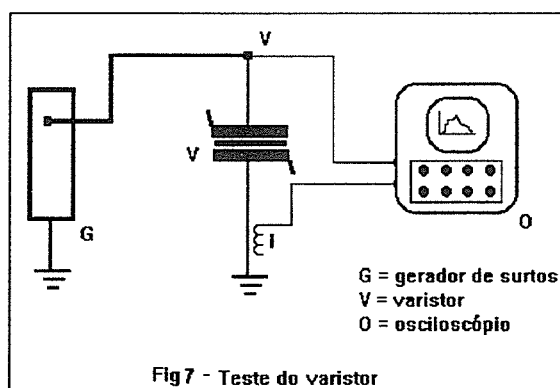 V
V
G
I
O
G = gerador de surtos
V = varistor
O = osciloscópio
Fig 7 - Teste do varistor